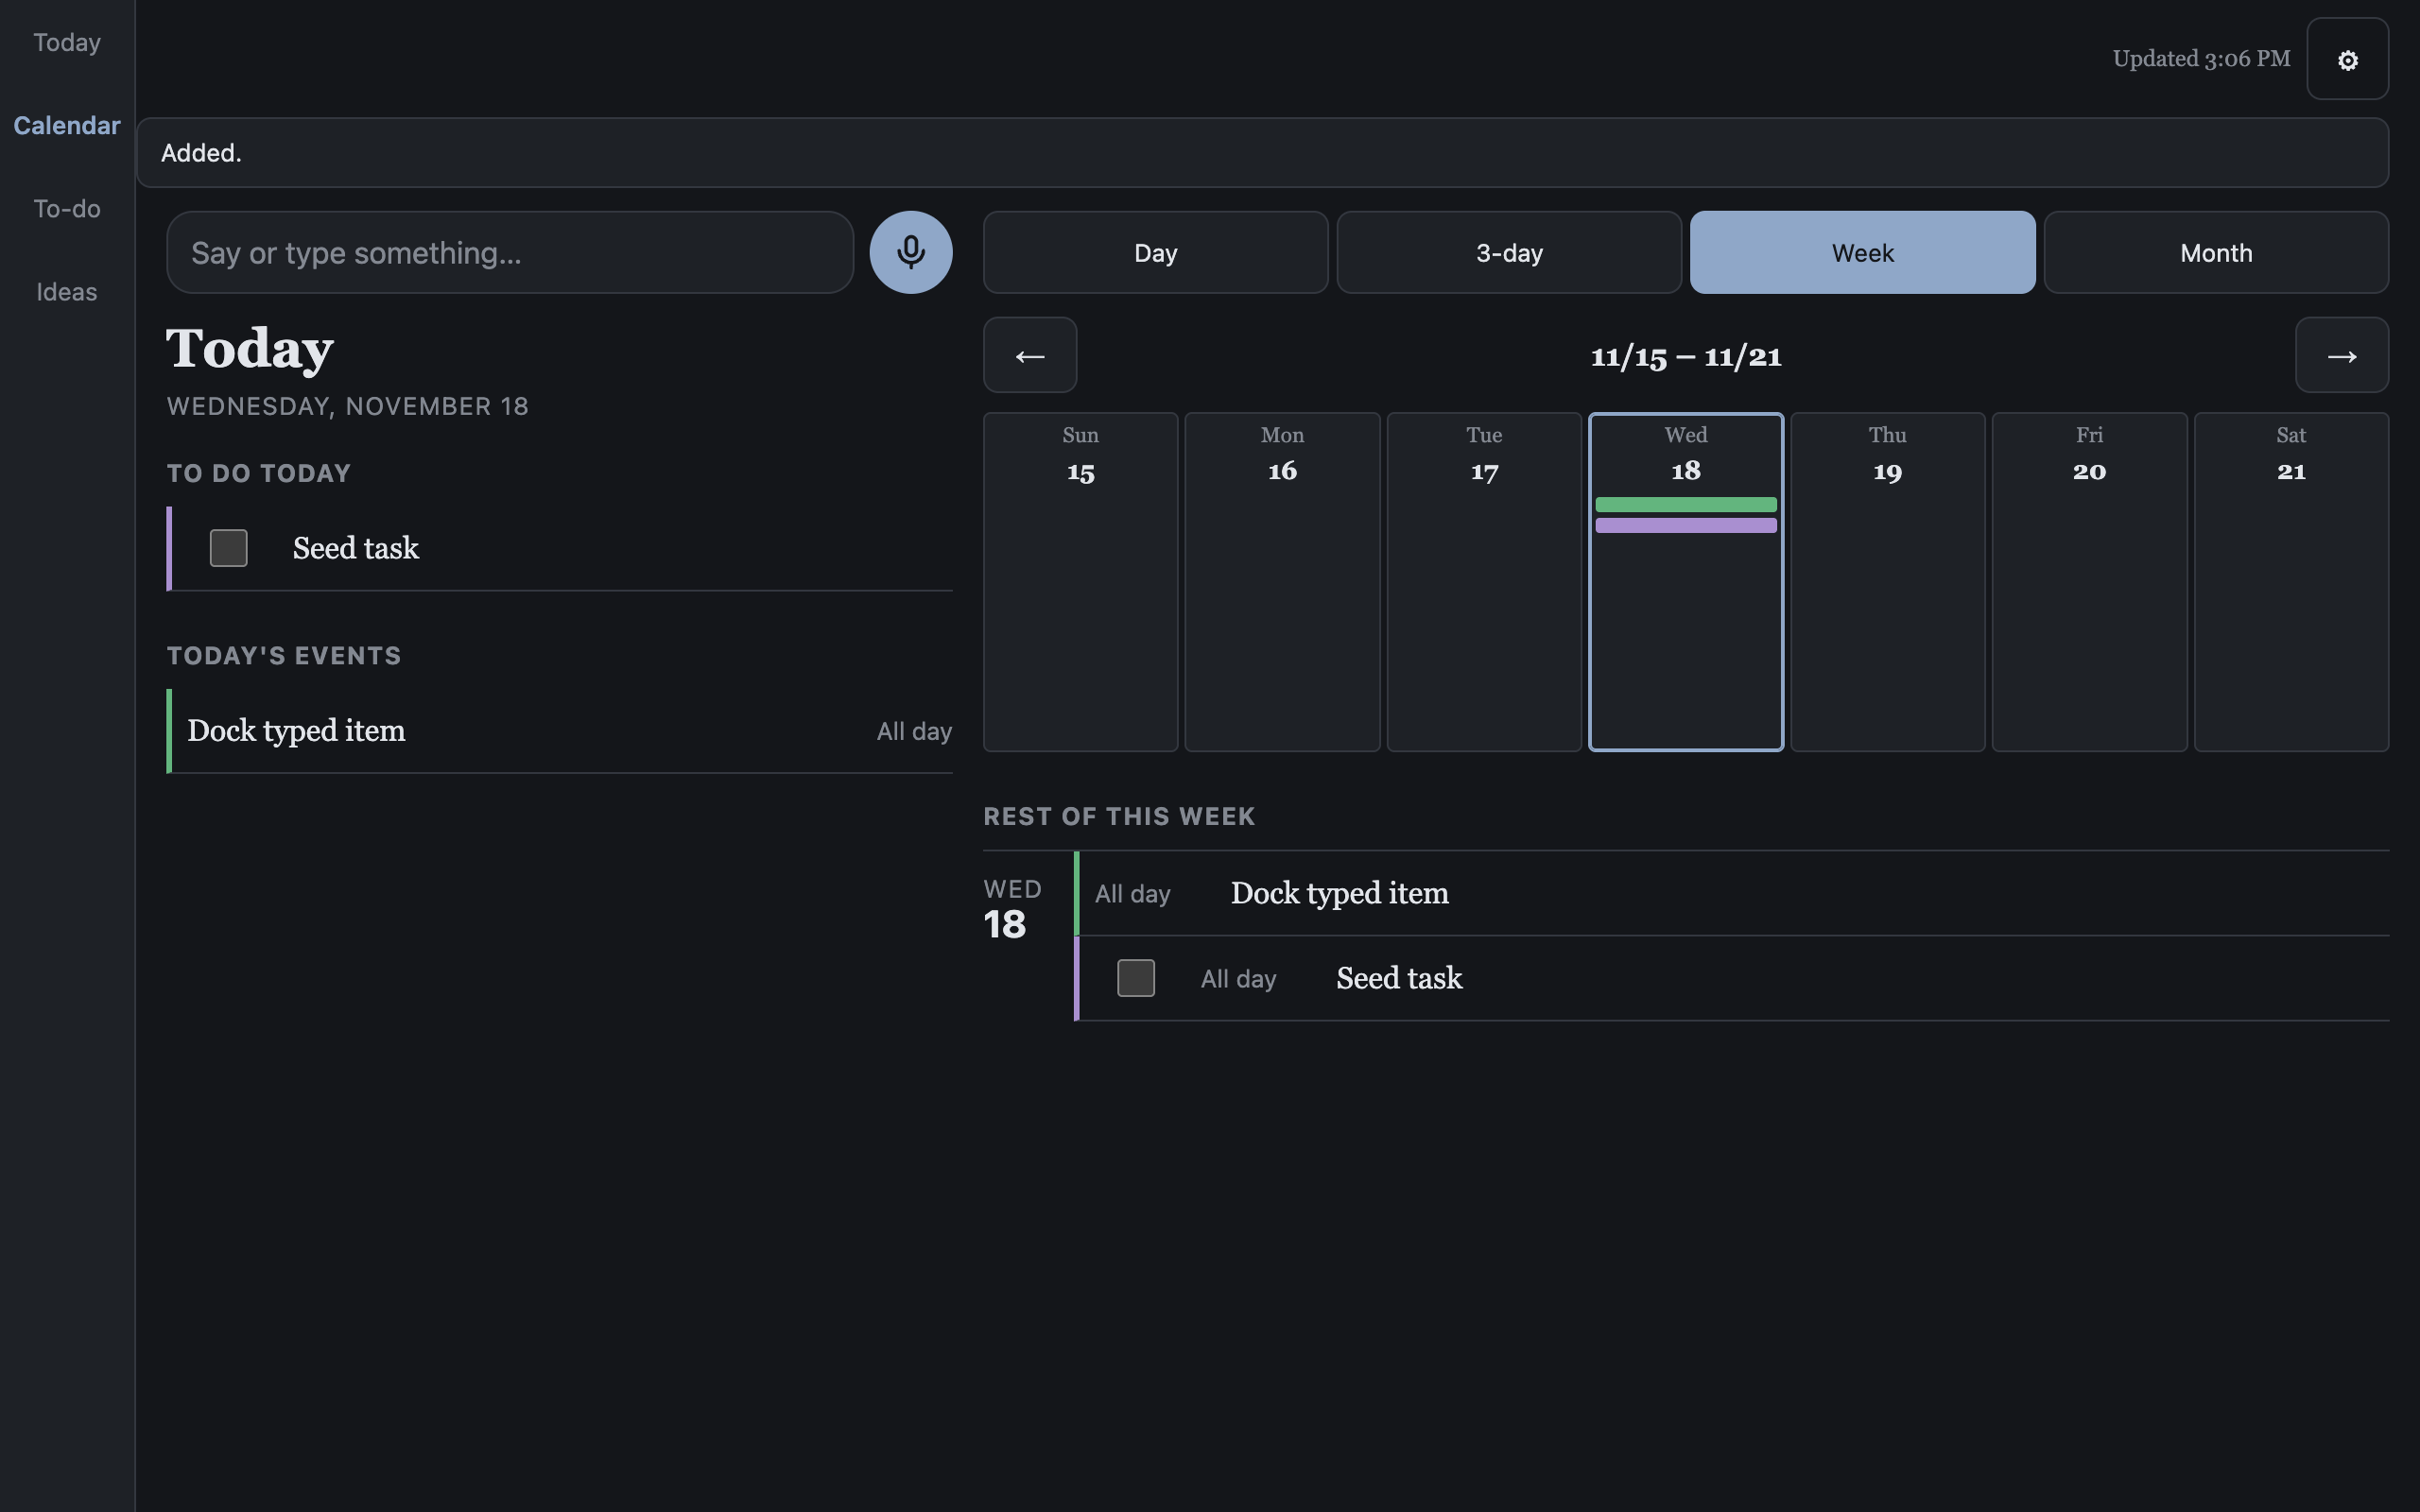 Today
Calendar
To-do
Ideas
Updated 3:06 PM
Added.
Say or type something...
Day
3-day
Week
Month
Today
WEDNESDAY, NOVEMBER 18
TO DO TODAY
Seed task
TODAY'S EVENTS
Dock typed item All day
← 11/15 – 11/21 →
Sun Mon Tue Wed Thu Fri Sat
15 16 17 18 19 20 21
REST OF THIS WEEK
WED
18
All day Dock typed item
All day Seed task